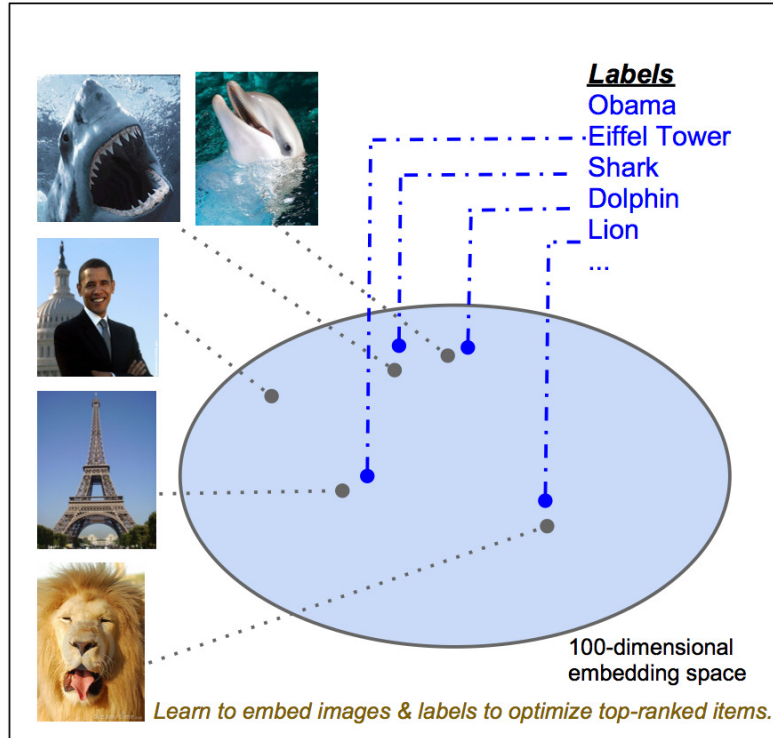 Labels
Obama
Eiffel Tower
Shark
Dolphin
Lion
...
100-dimensional
embedding space
Learn to embed images & labels to optimize top-ranked items.